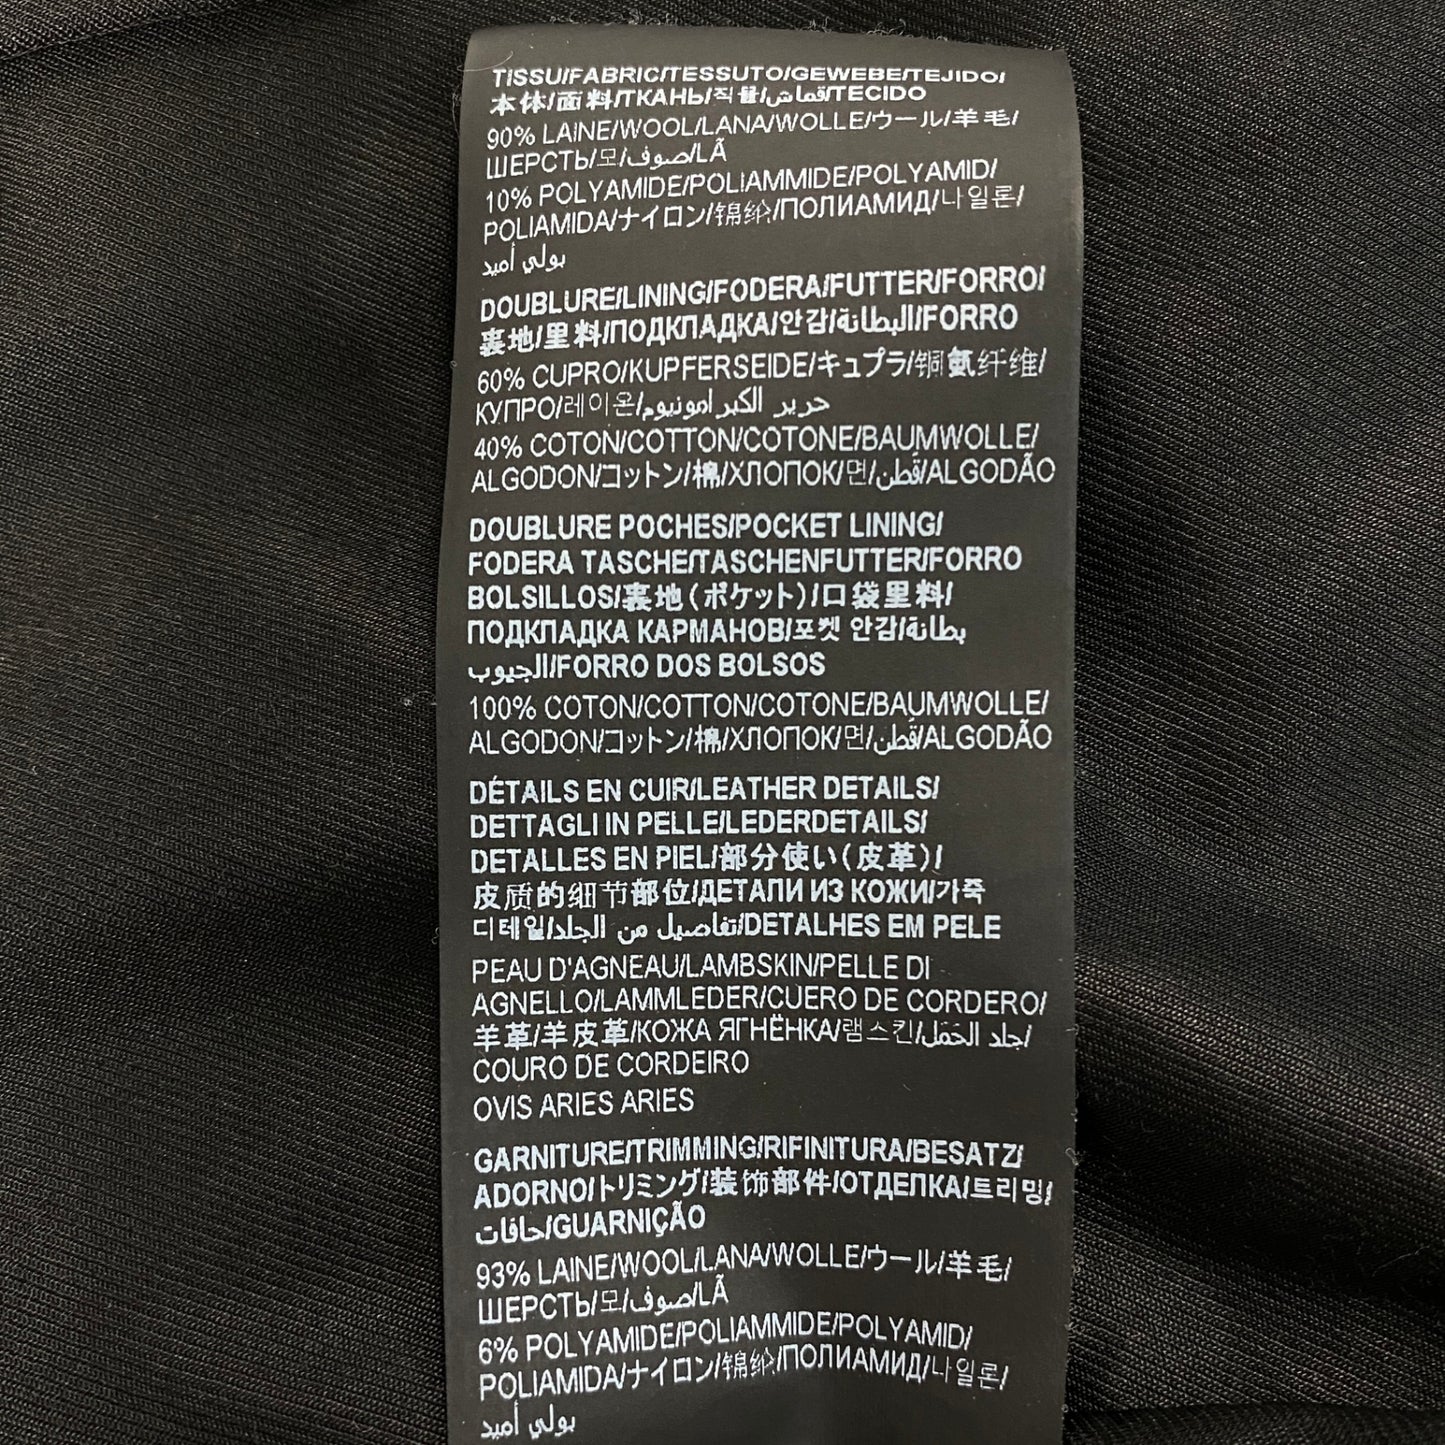 TISSU/FABRIC/TESSUTO/GEWEBE/TEJIDO/
本体/面料/ТКАНЬ/직물/قماش/TECIDO
90% LAINE/WOOL/LANA/WOLLE/ウール/羊毛/
ШЕРСТЬ/모/صوف/LÃ
10% POLYAMIDE/POLIAMMIDE/POLYAMID/
POLIAMIDA/ナイロン/锦纶/ПОЛИАМИД/나일론/
بولي أميد
DOUBLURE/LINING/FODERA/FUTTER/FORRO/
裏地/里料/ПОДКЛАДКА/안감/البطانة/FORRO
60% CUPRO/KUPFERSEIDE/キュプラ/铜氨纤维/
КУПРО/레이온/حرير الكبرامونيوم
40% COTON/COTTON/COTONE/BAUMWOLLE/
ALGODON/コットン/棉/ХЛОПОК/면/قُطن/ALGODÃO
DOUBLURE POCHES/POCKET LINING/
FODERA TASCHE/TASCHENFUTTER/FORRO
BOLSILLOS/裏地(ポケット)/口袋里料/
ПОДКЛАДКА КАРМАНОВ/포켓 안감/بطانة
الجيوب/FORRO DOS BOLSOS
100% COTON/COTTON/COTONE/BAUMWOLLE/
ALGODON/コットン/棉/ХЛОПОК/면/قُطن/ALGODÃO
DÉTAILS EN CUIR/LEATHER DETAILS/
DETTAGLI IN PELLE/LEDERDETAILS/
DETALLES EN PIEL/部分使い(皮革)/
皮质的细节部位/ДЕТАЛИ ИЗ КОЖИ/가죽
디테일/تفاصيل من الجلد/DETALHES EM PELE
PEAU D'AGNEAU/LAMBSKIN/PELLE DI
AGNELLO/LAMMLEDER/CUERO DE CORDERO/
羊革/羊皮革/КОЖА ЯГНЁНКА/램스킨/جلد الحَمَل/
COURO DE CORDEIRO
OVIS ARIES ARIES
GARNITURE/TRIMMING/RIFINITURA/BESATZ/
ADORNO/トリミング/装饰部件/ОТДЕЛКА/트리밍/
حافات/GUARNIÇÃO
93% LAINE/WOOL/LANA/WOLLE/ウール/羊毛/
ШЕРСТЬ/모/صوف/LÃ
6% POLYAMIDE/POLIAMMIDE/POLYAMID/
POLIAMIDA/ナイロン/锦纶/ПОЛИАМИД/나일론/
بولي أميد